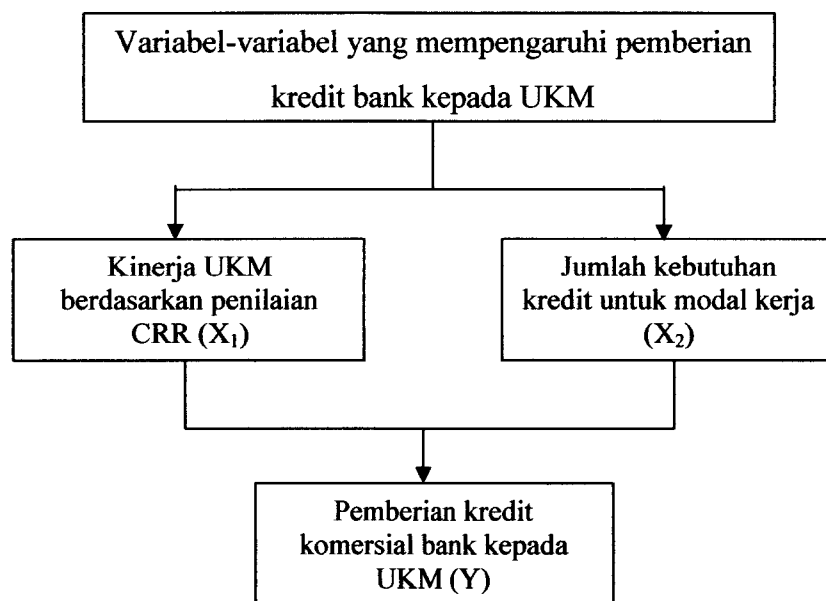 Variabel-variabel yang mempengaruhi pemberian
kredit bank kepada UKM
Kinerja UKM
berdasarkan penilaian
CRR (X₁)
Jumlah kebutuhan
kredit untuk modal kerja
(X₂)
Pemberian kredit
komersial bank kepada
UKM (Y)